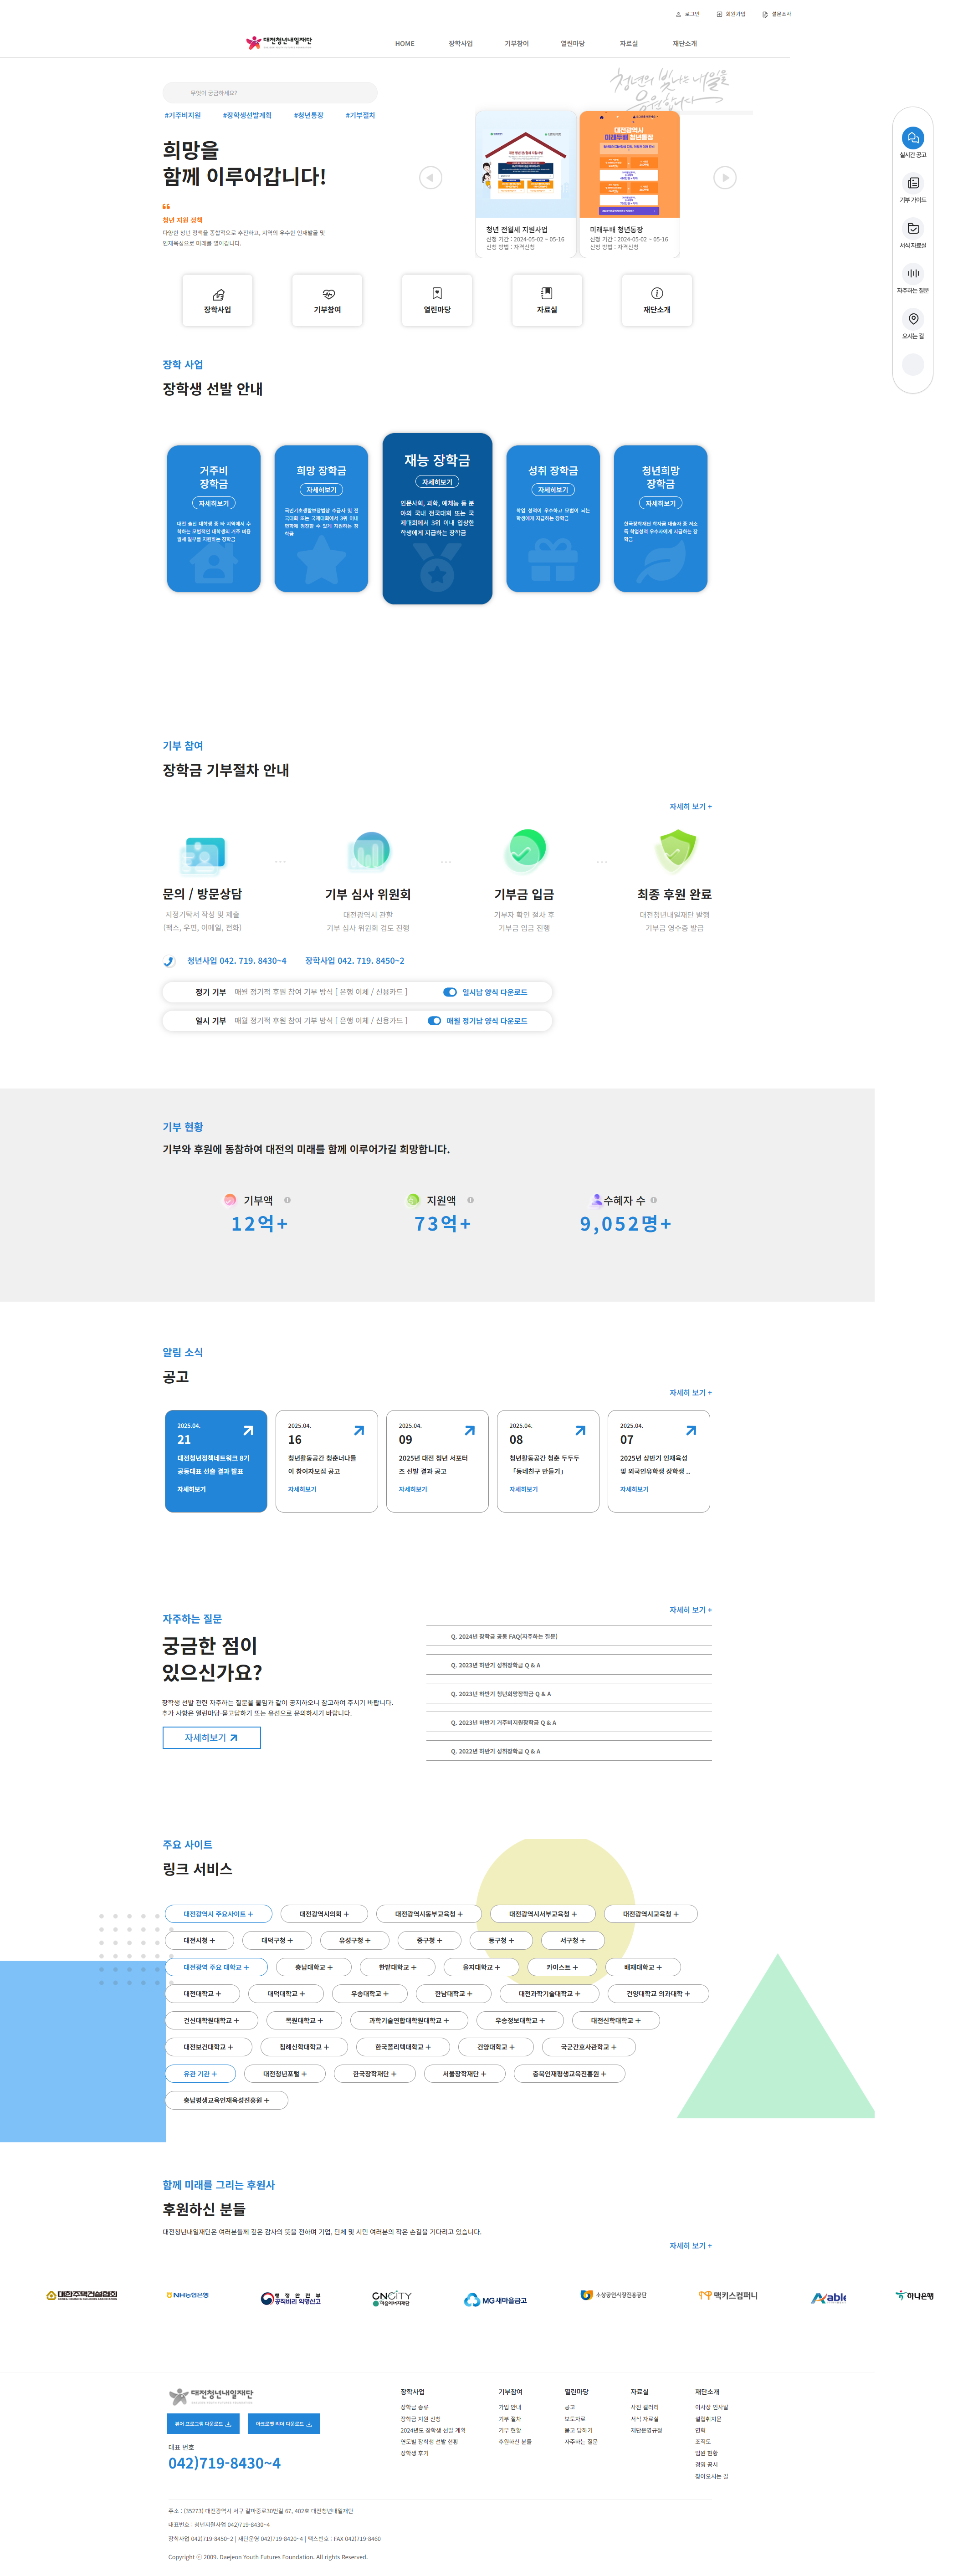 로그인
회원가입
설문조사
대전청년내일재단
HOME
장학사업
기부참여
열린마당
자료실
재단소개
무엇이 궁금하세요?
#거주비지원
#장학생선발계획
#청년통장
#기부절차
청년의 빛나는 내일을
응원합니다
희망을
함께 이루어갑니다!
청년 지원 정책
다양한 청년 정책을 종합적으로 추진하고, 지역의 우수한 인재발굴 및
인재육성으로 미래를 열어갑니다.
대전광역시
미래두배 청년통장
청년 전월세 지원사업
신청 기간 : 2024-05-02 ~ 05-16
신청 방법 : 자격신청
미래두배 청년통장
신청 기간 : 2024-05-02 ~ 05-16
신청 방법 : 자격신청
실시간 공고
기부 가이드
서식 자료실
자주하는 질문
오시는 길
장학사업
기부참여
열린마당
자료실
재단소개
장학 사업
장학생 선발 안내
거주비
장학금
자세히보기
대전 출신 대학생 중 타 지역에서 수
학하는 모범적인 대학생의 거주 비용
월세 일부를 지원하는 장학금
희망 장학금
자세히보기
국민기초생활보장법상 수급자 및 전
국대회 또는 국제대회에서 3위 이내
면학에 정진할 수 있게 지원하는 장
학금
재능 장학금
자세히보기
인문사회, 과학, 예체능 등 분
야의 국내 전국대회 또는 국
제대회에서 3위 이내 입상한
학생에게 지급하는 장학금
성취 장학금
자세히보기
학업 성적이 우수하고 모범이 되는
학생에게 지급하는 장학금
청년희망
장학금
자세히보기
한국장학재단 학자금 대출자 중 저소
득 학업성적 우수자에게 지급하는 장
학금
기부 참여
장학금 기부절차 안내
자세히 보기 +
문의 / 방문상담
지정기탁서 작성 및 제출
(팩스, 우편, 이메일, 전화)
기부 심사 위원회
대전광역시 관할
기부 심사 위원회 검토 진행
기부금 입금
기부자 확인 절차 후
기부금 입금 진행
최종 후원 완료
대전청년내일재단 발행
기부금 영수증 발급
청년사업 042. 719. 8430~4
장학사업 042. 719. 8450~2
정기 기부
매월 정기적 후원 참여 기부 방식 [ 은행 이체 / 신용카드 ]
일시납 양식 다운로드
일시 기부
매월 정기적 후원 참여 기부 방식 [ 은행 이체 / 신용카드 ]
매월 정기납 양식 다운로드
기부 현황
기부와 후원에 동참하여 대전의 미래를 함께 이루어가길 희망합니다.
기부액
12억+
지원액
73억+
수혜자 수
9,052명+
알림 소식
공고
자세히 보기 +
2025.04.
21
대전청년정책네트워크 8기
공동대표 선출 결과 발표
자세히보기
2025.04.
16
청년활동공간 청춘너나들
이 참여자모집 공고
자세히보기
2025.04.
09
2025년 대전 청년 서포터
즈 선발 결과 공고
자세히보기
2025.04.
08
청년활동공간 청춘 두두두
「동네친구 만들기」
자세히보기
2025.04.
07
2025년 상반기 인재육성
및 외국인유학생 장학생 ..
자세히보기
자주하는 질문
궁금한 점이
있으신가요?
장학생 선발 관련 자주하는 질문을 붙임과 같이 공지하오니 참고하여 주시기 바랍니다.
추가 사항은 열린마당-묻고답하기 또는 유선으로 문의하시기 바랍니다.
자세히보기
자세히 보기 +
Q. 2024년 장학금 공통 FAQ(자주하는 질문)
Q. 2023년 하반기 성취장학금 Q & A
Q. 2023년 하반기 청년희망장학금 Q & A
Q. 2023년 하반기 거주비지원장학금 Q & A
Q. 2022년 하반기 성취장학금 Q & A
주요 사이트
링크 서비스
대전광역시 주요사이트 +
대전광역시의회 +
대전광역시동부교육청 +
대전광역시서부교육청 +
대전광역시교육청 +
대전시청 +
대덕구청 +
유성구청 +
중구청 +
동구청 +
서구청 +
대전광역 주요 대학교 +
충남대학교 +
한밭대학교 +
을지대학교 +
카이스트 +
배재대학교 +
대전대학교 +
대덕대학교 +
우송대학교 +
한남대학교 +
대전과학기술대학교 +
건양대학교 의과대학 +
건신대학원대학교 +
목원대학교 +
과학기술연합대학원대학교 +
우송정보대학교 +
대전신학대학교 +
대전보건대학교 +
침례신학대학교 +
한국폴리텍대학교 +
건양대학교 +
국군간호사관학교 +
유관 기관 +
대전청년포털 +
한국장학재단 +
서울장학재단 +
충북인재평생교육진흥원 +
충남평생교육인재육성진흥원 +
함께 미래를 그리는 후원사
후원하신 분들
대전청년내일재단은 여러분들께 깊은 감사의 뜻을 전하며 기업, 단체 및 시민 여러분의 작은 손길을 기다리고 있습니다.
자세히 보기 +
대한주택건설협회
NH농협은행
행정안전부
공직비리 익명신고
CNCITY
마음에너지재단
MG새마을금고
소상공인시장진흥공단
맥키스컴퍼니
able
하나은행
대전청년내일재단
뷰어 프로그램 다운로드
아크로뱃 리더 다운로드
대표 번호
042)719-8430~4
장학사업
장학금 종류
장학금 지원 신청
2024년도 장학생 선발 계획
연도별 장학생 선발 현황
장학생 후기
기부참여
가입 안내
기부 절차
기부 현황
후원하신 분들
열린마당
공고
보도자료
묻고 답하기
자주하는 질문
자료실
사진 갤러리
서식 자료실
재단운영규정
재단소개
이사장 인사말
설립취지문
연혁
조직도
임원 현황
경영 공시
찾아오시는 길
주소 : (35273) 대전광역시 서구 갈마중로30번길 67, 402호 대전청년내일재단
대표번호 : 청년지원사업 042)719-8430~4
장학사업 042)719-8450~2 | 재단운영 042)719-8420~4 | 팩스번호 : FAX 042)719-8460
Copyright ⓒ 2009. Daejeon Youth Futures Foundation. All rights Reserved.